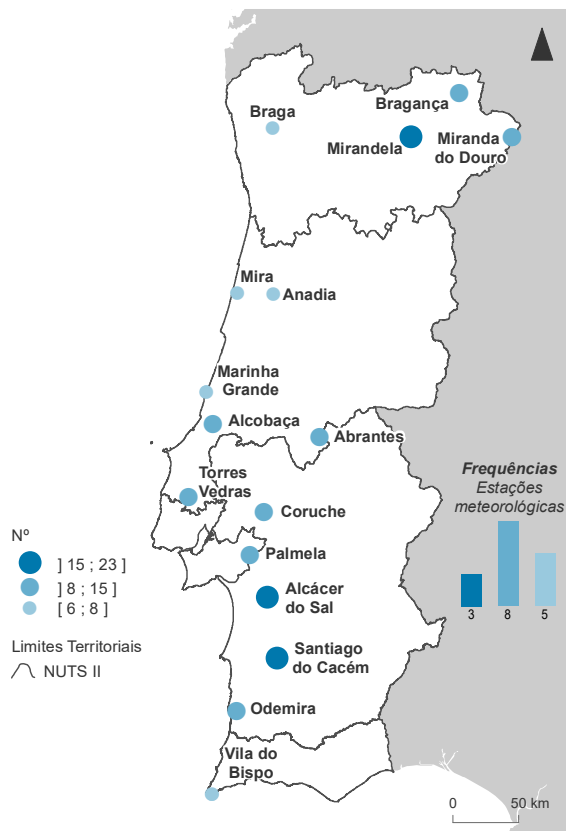 Bragança
Braga
Mirandela
Miranda
do Douro
Mira
Anadia
Marinha
Grande
Alcobaça
Abrantes
Torres
Vedras
Coruche
Palmela
Alcácer
do Sal
Santiago
do Cacém
Odemira
Vila do
Bispo
Nº
] 15 ; 23 ]
] 8 ; 15 ]
[ 6 ; 8 ]
Limites Territoriais
NUTS II
Frequências
Estações
meteorológicas
3 8 5
0 50 km